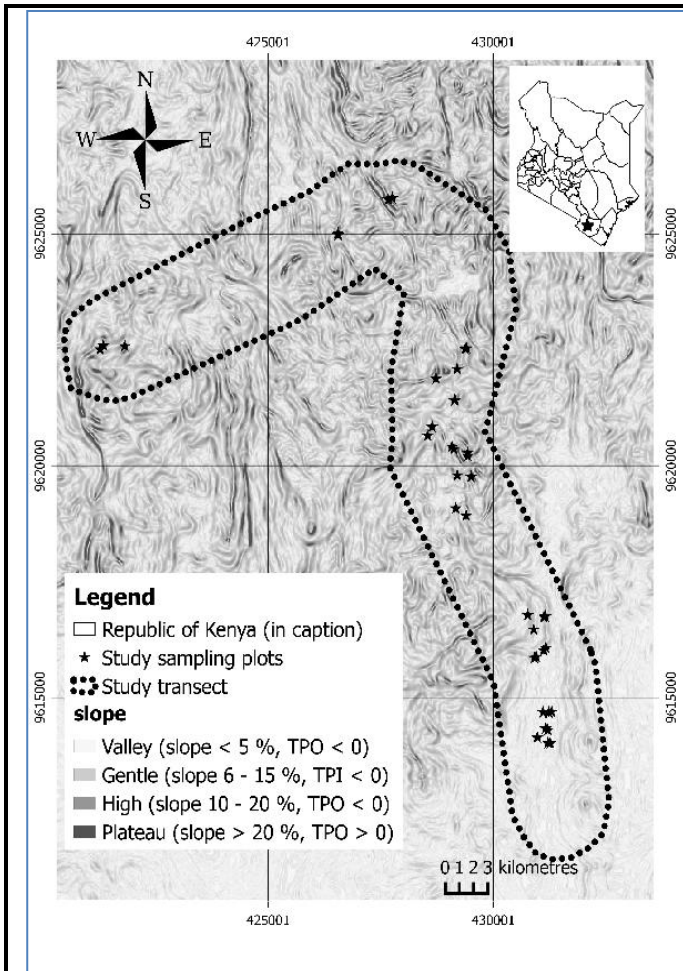 475001 430001
N
W E
S
9625000 9625000
9620000 9620000
9615000 9615000
Legend
Republic of Kenya (in caption)
Study sampling plots
Study transect
slope
Valley (slope < 5 %, TPO < 0)
Gentle (slope 6 - 15 %, TPI < 0)
High (slope 10 - 20 %, TPO < 0)
Plateau (slope > 20 %, TPO > 0)
0 1 2 3 kilometres
425001 430001